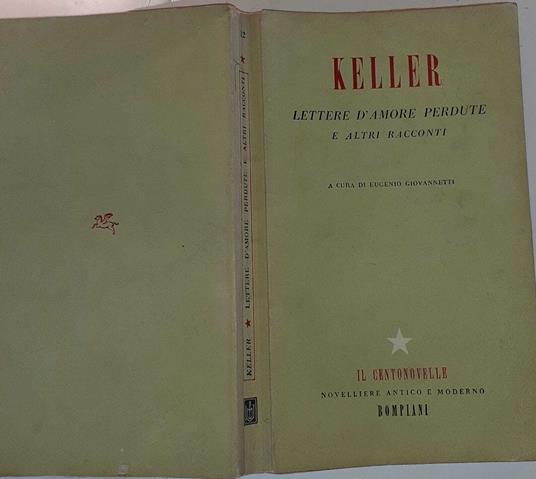 KELLER
LETTERE D'AMORE PERDUTE
E ALTRI RACCONTI
A CURA DI EUGENIO GIOVANNETTI
IL CENTONOVELLE
NOVELLIERE ANTICO E MODERNO
BOMPIANI
KELLER ★ LETTERE D'AMORE PERDUTE E ALTRI RACCONTI ★